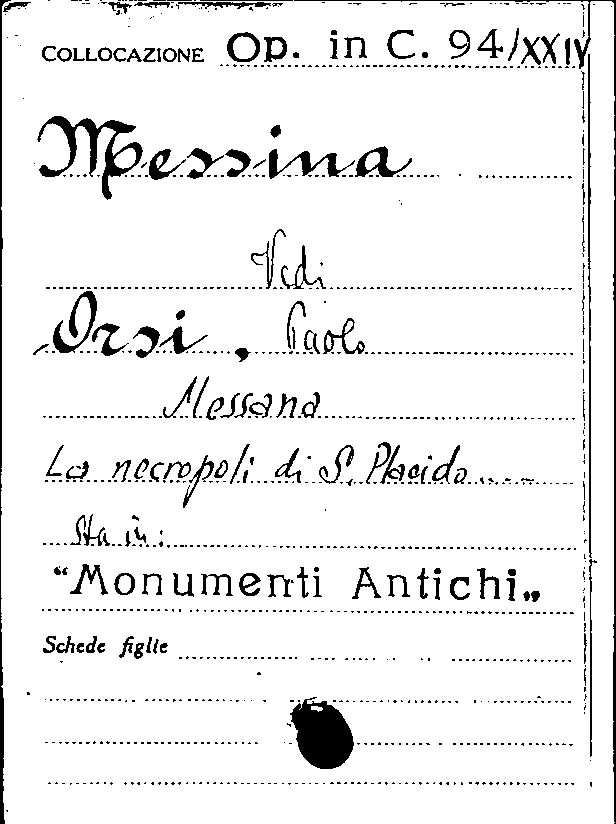 COLLOCAZIONE Op. in C. 94/XXIV
Messina
Vedi
Orsi, Paolo
Messana
La necropoli di S. Placido....
Sta in:
"Monumenti Antichi„
Schede figlie